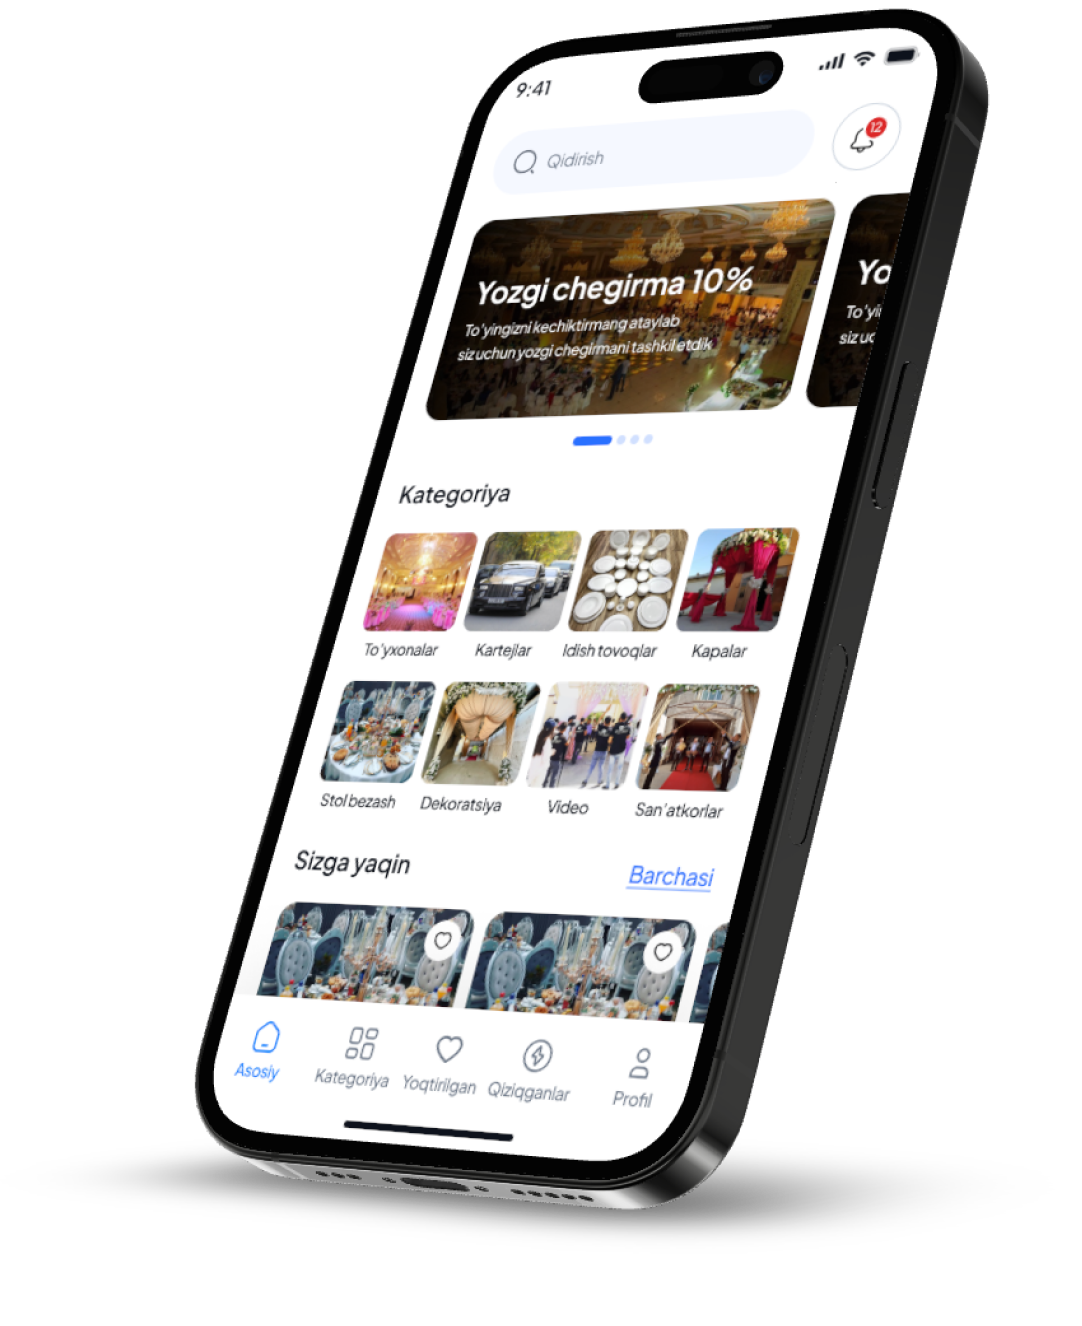 9:41
Qidirish
12
Yozgi chegirma 10%
To'yingizni kechiktirmang ataylab
siz uchun yozgi chegirmani tashkil etdik
Yo
To'yi
siz uc
Kategoriya
To'yxonalar
Kartejlar
Idish tovoqlar
Kapalar
Stol bezash
Dekoratsiya
Video
San'atkorlar
Sizga yaqin
Barchasi
Asosiy
Kategoriya
Yoqtirilgan
Qiziqganlar
Profil